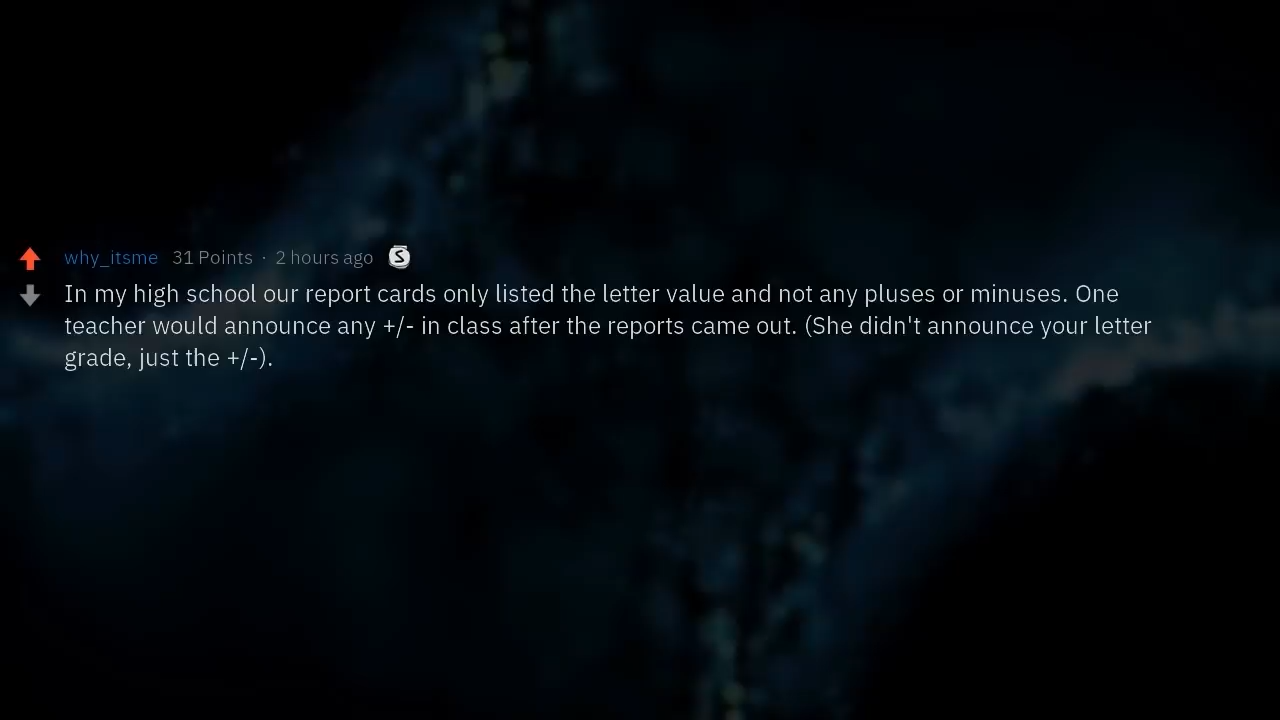 why_itsme 31 Points · 2 hours ago S
In my high school our report cards only listed the letter value and not any pluses or minuses. One
teacher would announce any +/- in class after the reports came out. (She didn't announce your letter
grade, just the +/-).